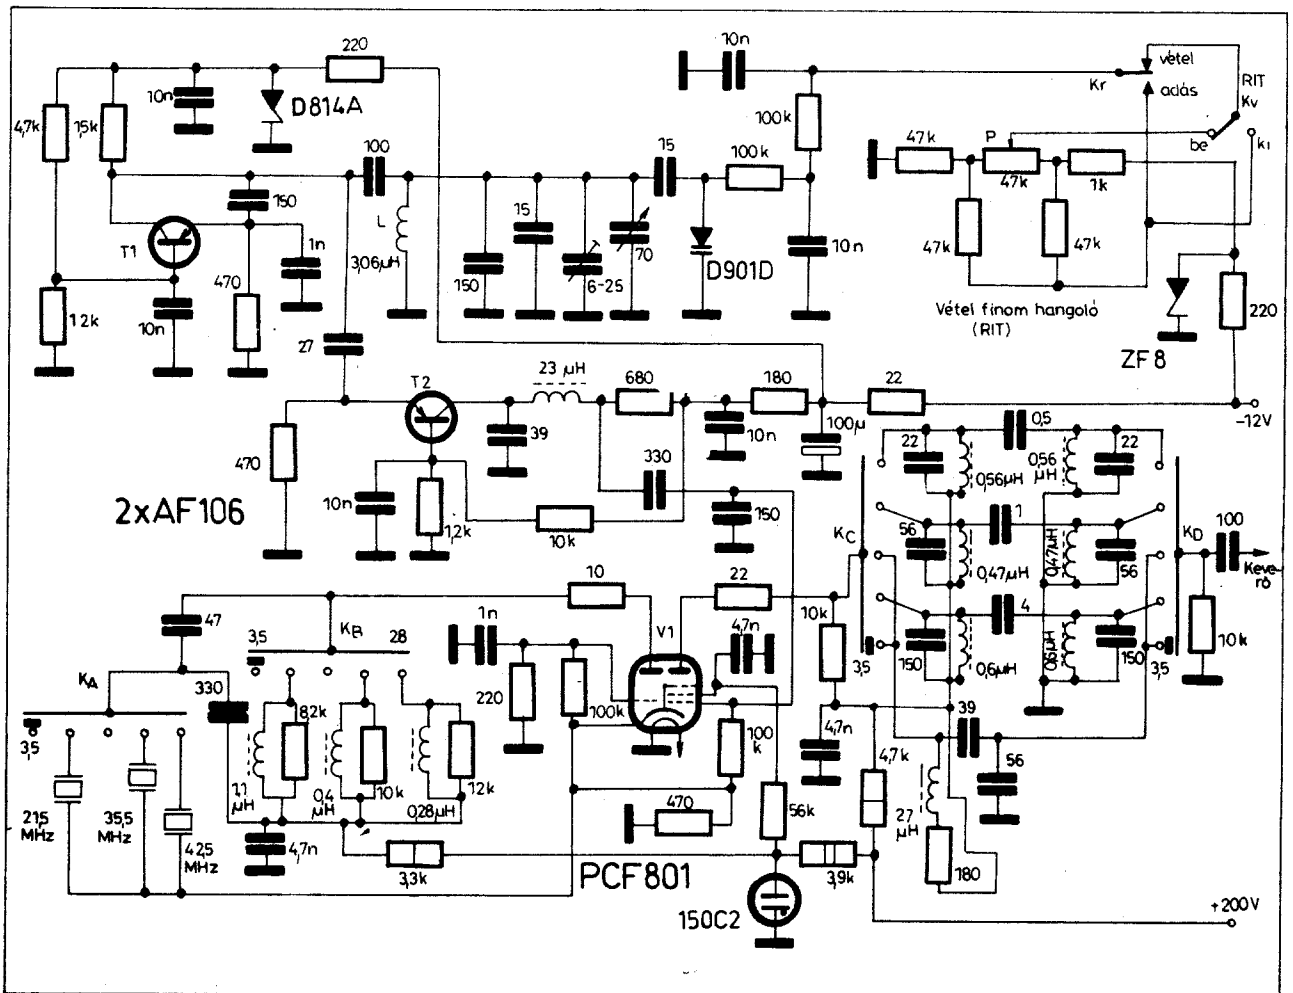 220
10n
vétel
RIT
Kv
Kr
adás
10n
D814A
4,7k
1,5k
100k
100
15
100k
47k
P
be
ki
47k
1k
150
15
T1
1n
L
3,06µH
150
6-25
70
D901D
10n
47k
47k
470
12k
10n
27
Vétel finom hangoló
(RIT)
220
ZF8
T2
23 µH
680
180
22
-12V
39
10n
100µ
0,5
22
22
0,56µH
0,56
µH
470
330
2xAF106
10n
1,2k
10k
150
KC
56
1
KD
100
0,47µH
0,47µH
56
Keve-
rő
10
22
10k
4
47
KB
3,5
28
1n
V1
4,7n
3,5
150
0,6µH
0,6µH
150
3,5
10k
KA
330
220
100k
3,5
82k
10k
12k
100
k
4,7n
4,7k
39
56
1,1
µH
0,4
µH
0,28µH
21,5
MHz
35,5
MHz
42,5
MHz
4,7n
470
56k
27
µH
180
3,3k
PCF801
3,9k
150C2
+200V